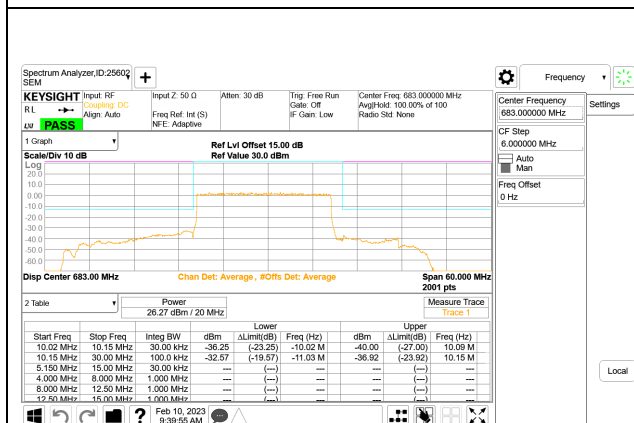 Spectrum Analyzer,ID:25602
SEM
+
Frequency
KEYSIGHT
RL
PASS
Input: RF
Coupling: DC
Align: Auto
Input Z: 50 Ω
Freq Ref: Int (S)
NFE: Adaptive
Atten: 30 dB
Trig: Free Run
Gate: Off
IF Gain: Low
Center Freq: 683.000000 MHz
Avg|Hold: 100.00% of 100
Radio Std: None
Center Frequency
683.000000 MHz
Settings
CF Step
6.000000 MHz
Auto
Man
Freq Offset
0 Hz
1 Graph
Scale/Div 10 dB
Ref Lvl Offset 15.00 dB
Ref Value 30.0 dBm
Log
20.0
10.0
0.00
-10.0
-20.0
-30.0
-40.0
-50.0
-60.0
Disp Center 683.00 MHz
Chan Det: Average, #Offs Det: Average
Span 60.000 MHz
2001 pts
2 Table
Power
26.27 dBm / 20 MHz
Measure Trace
Trace 1
Lower Upper
Start Freq Stop Freq Integ BW dBm ΔLimit(dB) Freq (Hz) dBm ΔLimit(dB) Freq (Hz)
10.02 MHz 10.15 MHz 30.00 kHz -36.25 (-23.25) -10.02 M -40.00 (-27.00) 10.09 M
10.15 MHz 30.00 MHz 100.0 kHz -32.57 (-19.57) -11.03 M -36.92 (-23.92) 10.15 M
5.150 MHz 15.00 MHz 30.00 kHz --- (---) --- --- (---) ---
4.000 MHz 8.000 MHz 1.000 MHz --- (---) --- --- (---) ---
8.000 MHz 12.50 MHz 1.000 MHz --- (---) --- --- (---) ---
12.50 MHz 15.00 MHz 1.000 MHz --- (---) --- --- (---) ---
Local
?
Feb 10, 2023
9:39:55 AM